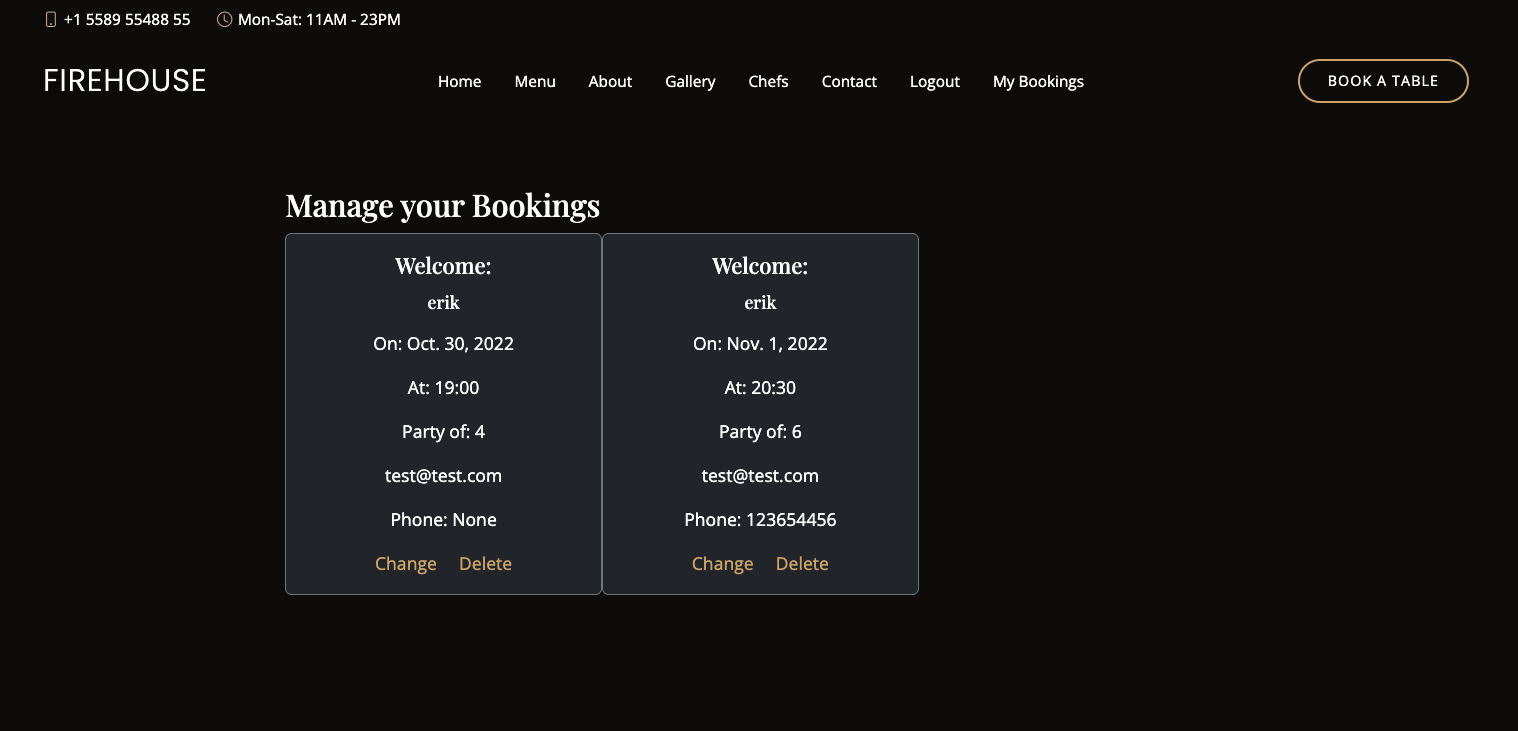 +1 5589 55488 55 Mon-Sat: 11AM - 23PM
FIREHOUSE Home Menu About Gallery Chefs Contact Logout My Bookings BOOK A TABLE
Manage your Bookings
Welcome:
erik
On: Oct. 30, 2022
At: 19:00
Party of: 4
test@test.com
Phone: None
Change Delete
Welcome:
erik
On: Nov. 1, 2022
At: 20:30
Party of: 6
test@test.com
Phone: 123654456
Change Delete